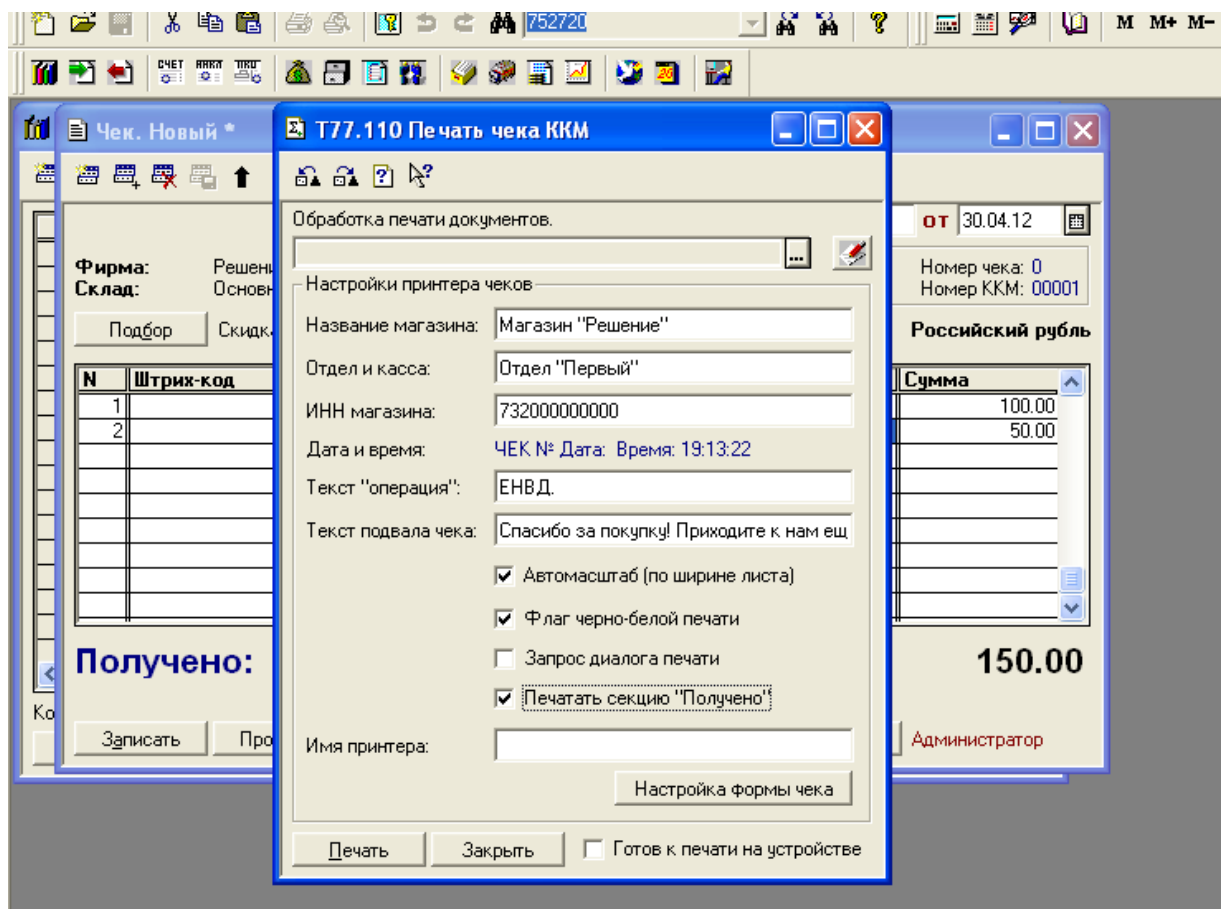 752720
M M+ M-
СЧЕТ
Чек. Новый *
Т77.110 Печать чека ККМ
Обработка печати документов.
...
от 30.04.12
Фирма: Решени
Склад: Основн
Номер чека: 0
Номер ККМ: 00001
Подбор Скидка
Российский рубль
Настройки принтера чеков
Название магазина: Магазин "Решение"
Отдел и касса: Отдел "Первый"
ИНН магазина: 732000000000
Дата и время: ЧЕК № Дата: Время: 19:13:22
Текст "операция": ЕНВД.
Текст подвала чека: Спасибо за покупку! Приходите к нам ещ
Автомасштаб (по ширине листа)
Флаг черно-белой печати
Запрос диалога печати
Печатать секцию "Получено"
Имя принтера:
Настройка формы чека
Печать Закрыть Готов к печати на устройстве
N Штрих-код Сумма
1 100.00
2 50.00
Получено: 150.00
Ко
Записать Про Администратор